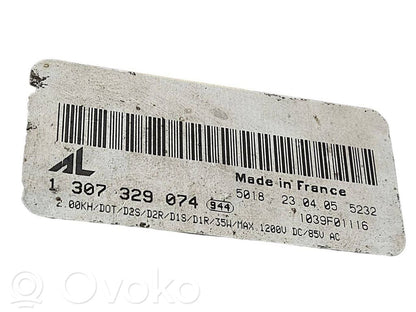 Made in France
AL
1 307 329 074 944 5018 23 04 05 5232
1039F01116
2.00KH/DOT/D2S/D2R/D1S/D1R/35W/MAX.1200V DC/85V AC
© OVOKO